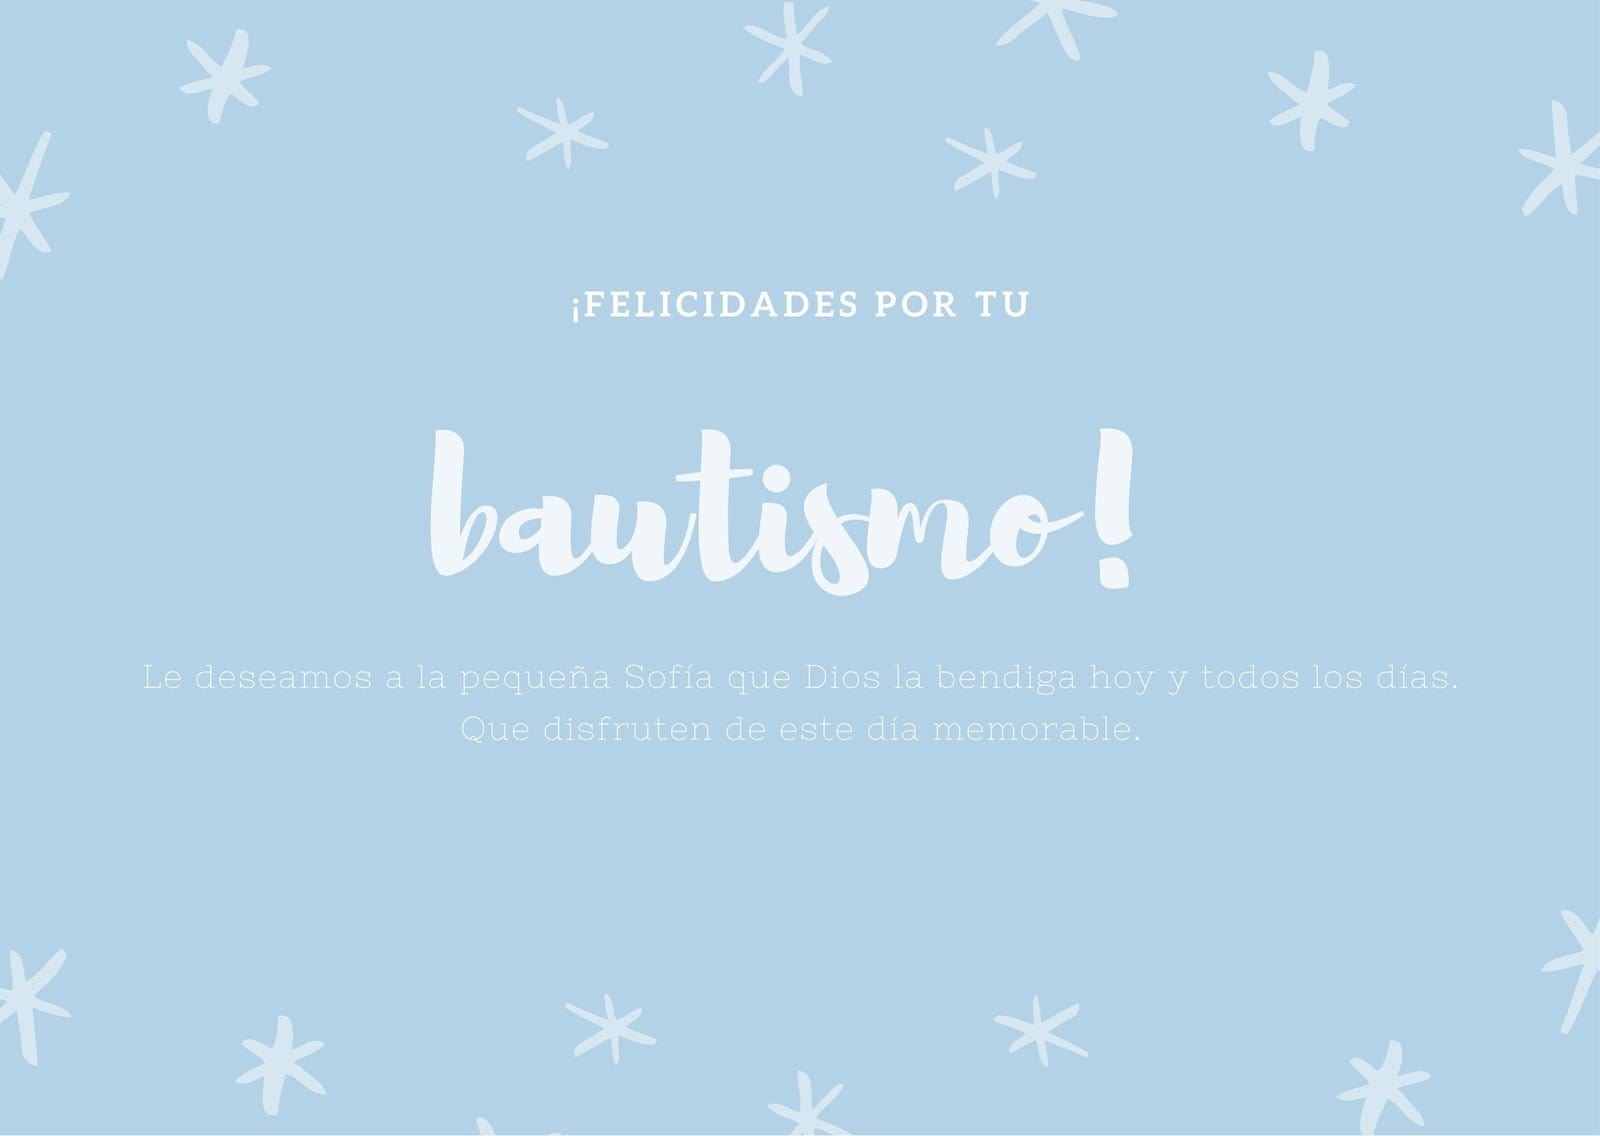 ¡FELICIDADES POR TU
bautismo!
Le deseamos a la pequeña Sofía que Dios la bendiga hoy y todos los días.
Que disfruten de este día memorable.